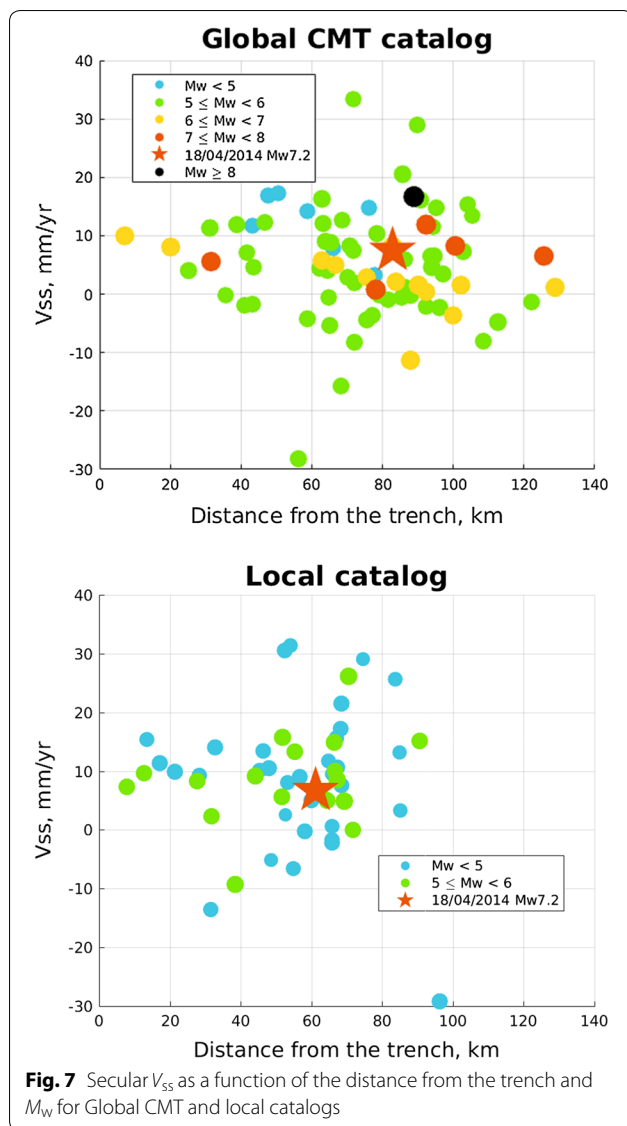 Global CMT catalog
40
Mw < 5
5 ≤ Mw < 6
6 ≤ Mw < 7
7 ≤ Mw < 8
18/04/2014 Mw7.2
Mw ≥ 8
30
20
10
0
-10
-20
-30
Vss, mm/yr
0 20 40 60 80 100 120 140
Distance from the trench, km
Local catalog
40
30
20
10
0
-10
-20
-30
Vss, mm/yr
Mw < 5
5 ≤ Mw < 6
18/04/2014 Mw7.2
0 20 40 60 80 100 120 140
Distance from the trench, km
Fig. 7 Secular Vss as a function of the distance from the trench and
Mw for Global CMT and local catalogs